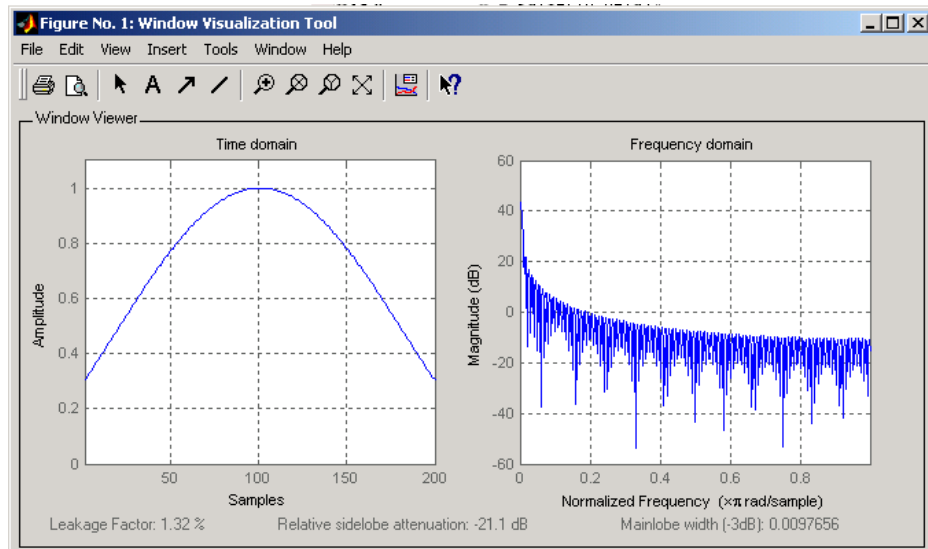 Figure No. 1: Window Visualization Tool
File Edit View Insert Tools Window Help
A
Window Viewer
Time domain
Frequency domain
1
0.8
0.6
0.4
0.2
0
Amplitude
50 100 150 200
Samples
60
40
20
0
-20
-40
-60
Magnitude (dB)
0 0.2 0.4 0.6 0.8
Normalized Frequency (×π rad/sample)
Leakage Factor: 1.32 %
Relative sidelobe attenuation: -21.1 dB
Mainlobe width (-3dB): 0.0097656